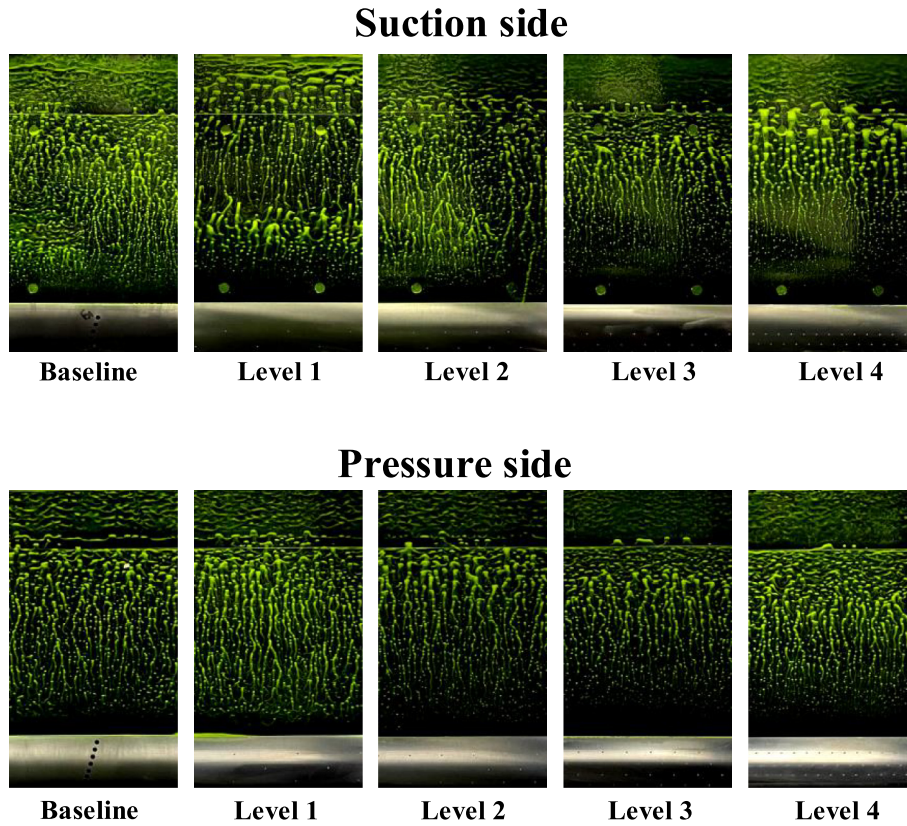 Suction side
Baseline
Level 1
Level 2
Level 3
Level 4
Pressure side
Baseline
Level 1
Level 2
Level 3
Level 4